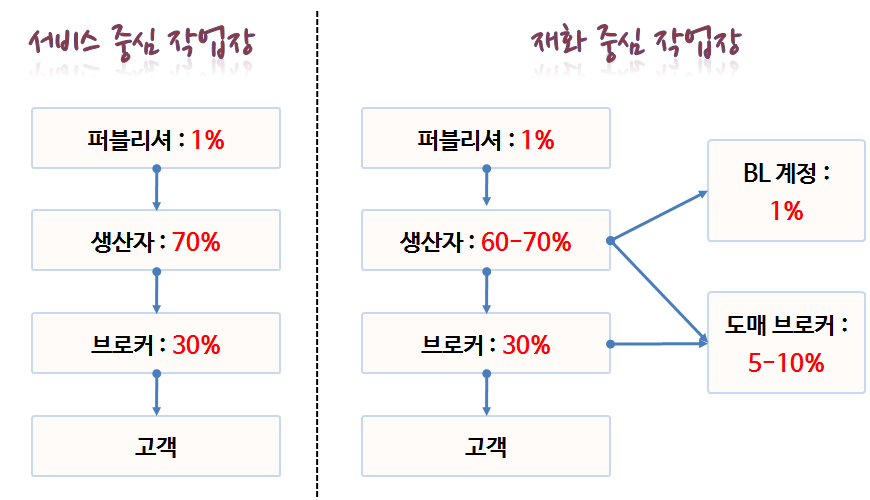 서비스 중심 작업장
퍼블리셔 : 1%
생산자 : 70%
브로커 : 30%
고객
재화 중심 작업장
퍼블리셔 : 1%
생산자 : 60-70%
브로커 : 30%
고객
BL 계정 :
1%
도매 브로커 :
5-10%